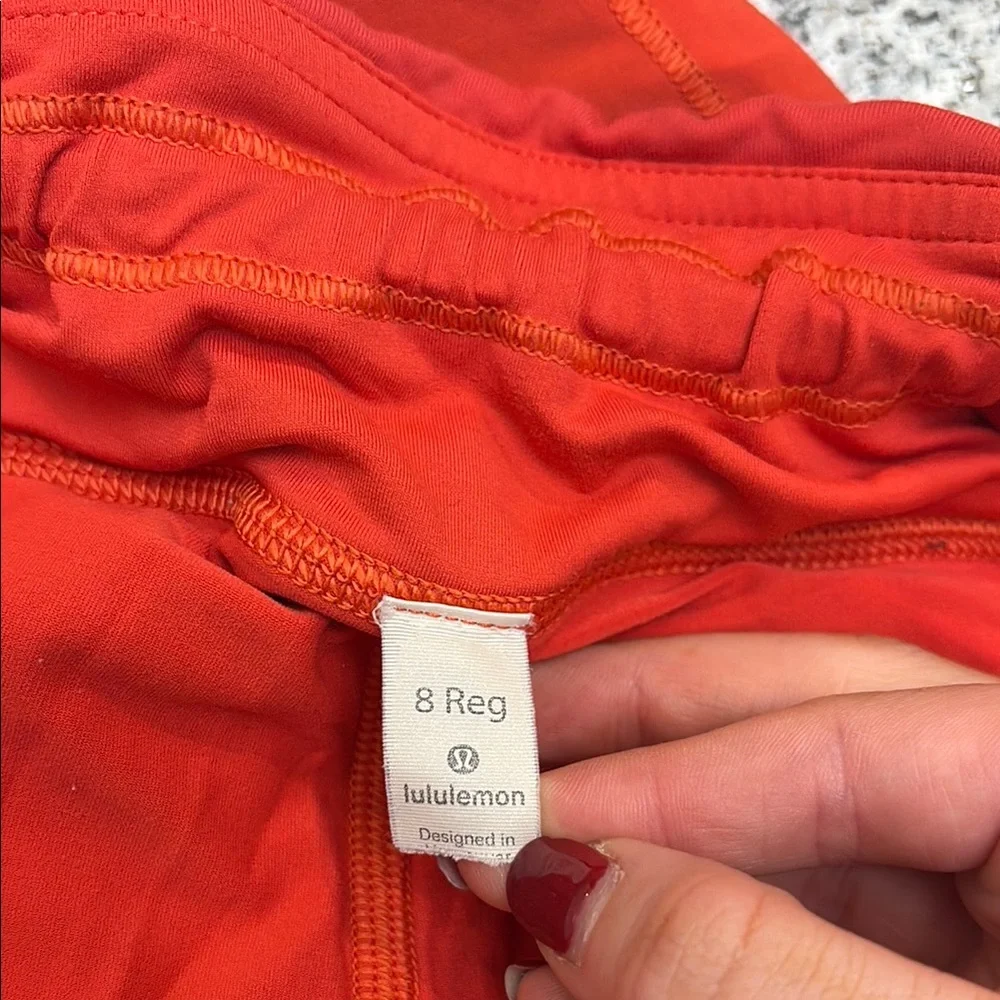 8 Reg
lululemon
Designed in